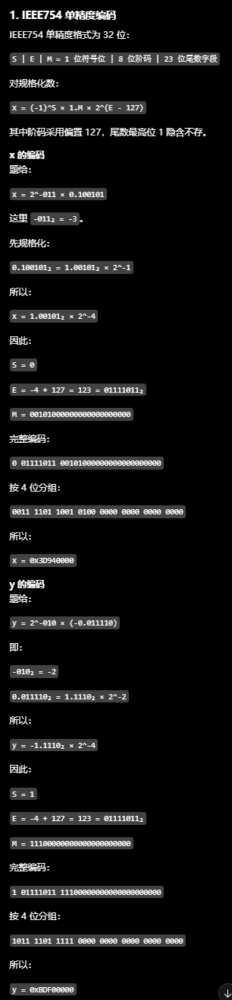 1. IEEE754 单精度编码
IEEE754 单精度格式为 32 位：
S | E | M = 1 位符号位 | 8 位阶码 | 23 位尾数字段
对规格化数：
x = (-1)^S × 1.M × 2^(E - 127)
其中阶码采用偏置 127，尾数最高位 1 隐含不存。
x 的编码
题给：
x = 2^-011 × 0.100101
这里 -011₂ = -3。
先规格化：
0.100101₂ = 1.00101₂ × 2^-1
所以：
x = 1.00101₂ × 2^-4
因此：
S = 0
E = -4 + 127 = 123 = 01111011₂
M = 00101000000000000000000
完整编码：
0 01111011 00101000000000000000000
按 4 位分组：
0011 1101 1001 0100 0000 0000 0000 0000
所以：
x = 0x3D940000
y 的编码
题给：
y = 2^-010 × (-0.011110)
即：
-010₂ = -2
0.011110₂ = 1.1110₂ × 2^-2
所以：
y = -1.1110₂ × 2^-4
因此：
S = 1
E = -4 + 127 = 123 = 01111011₂
M = 11100000000000000000000
完整编码：
1 01111011 11100000000000000000000
按 4 位分组：
1011 1101 1111 0000 0000 0000 0000 0000
所以：
y = 0xBDF00000